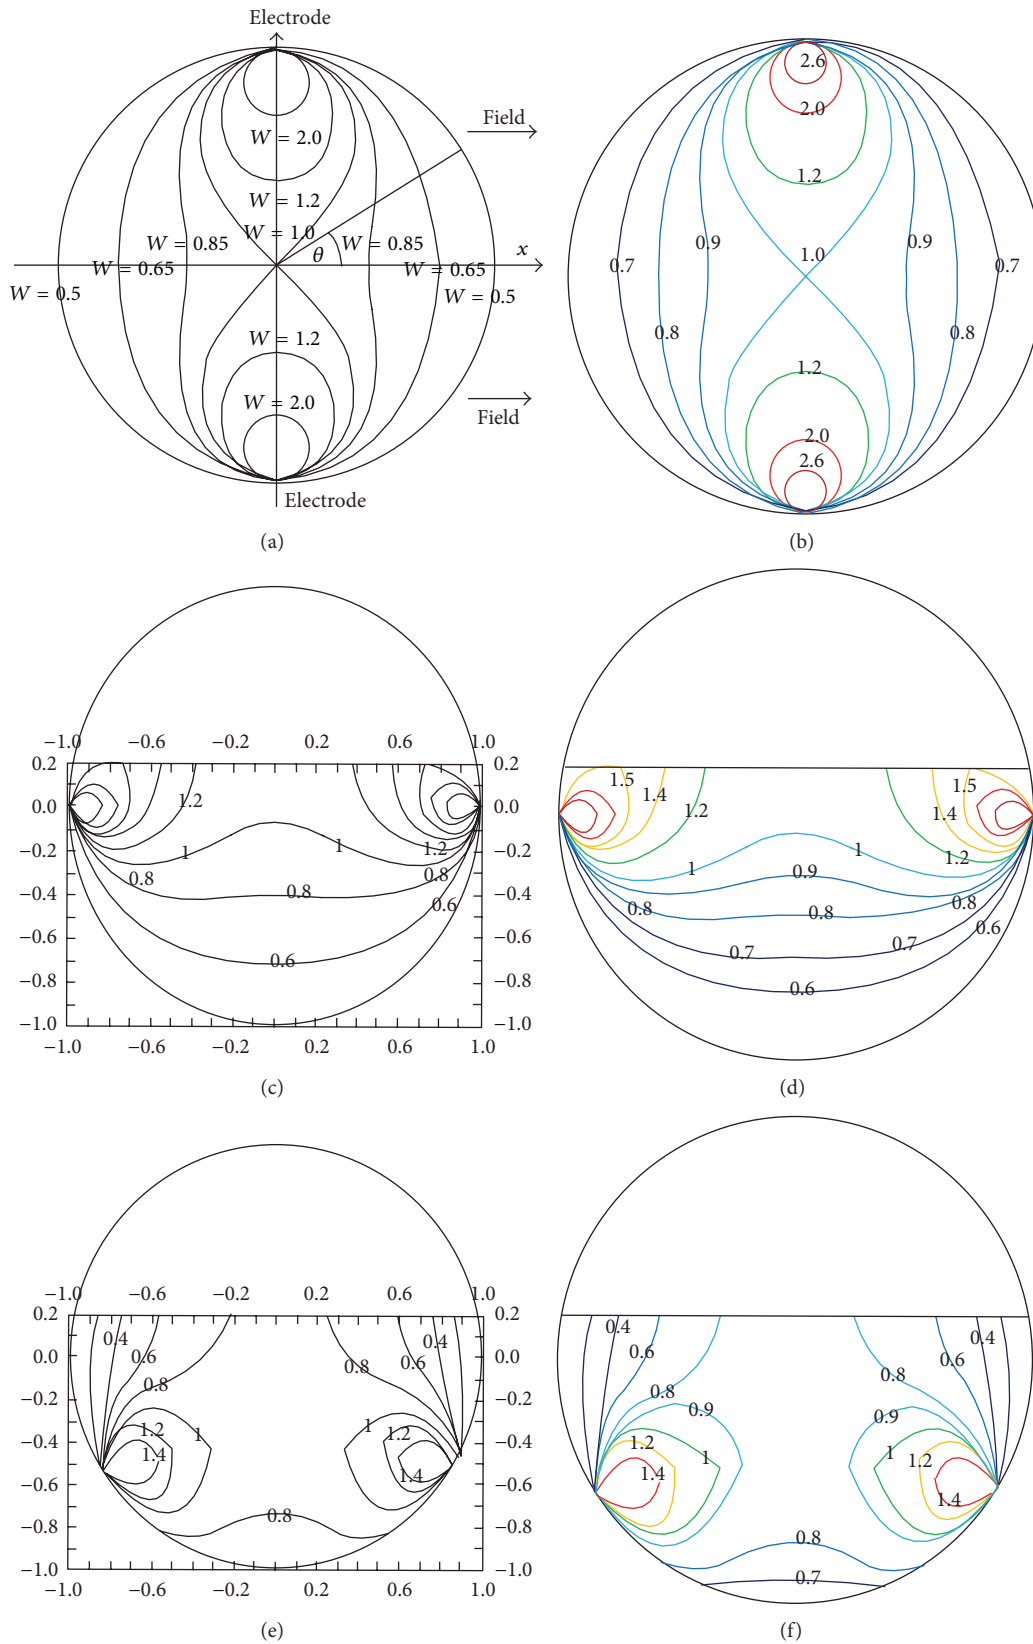 Electrode
Field
W = 2.0
W = 1.2
W = 1.0
W = 0.85
θ
W = 0.85
x
W = 0.65
W = 0.65
W = 0.5
W = 0.5
W = 1.2
W = 2.0
Field
Electrode
(a)
2.6
2.0
1.2
0.9
1.0
0.9
0.7
0.7
0.8
0.8
1.2
2.0
2.6
(b)
−1.0 −0.6 −0.2 0.2 0.6 1.0
0.2 0.2
0.0 0.0
1.2
−0.2 1 1 1.2 −0.2
0.8 0.8
−0.4 0.8 −0.4
0.6
−0.6 −0.6
0.6
−0.8 −0.8
−1.0 −1.0
−1.0 −0.6 −0.2 0.2 0.6 1.0
(c)
1.5 1.5
1.4 1.4
1.2
1 1 1.2
0.9
0.8 0.8 0.8
0.6
0.7 0.7
0.6
(d)
−1.0 −0.6 −0.2 0.2 0.6 1.0
0.2 0.2
0.4 0.4
0.0 0.6 0.6 0.0
0.8 0.8
−0.2 −0.2
1.2 1 1 1.2
−0.4 1.4 −0.4
1.4
−0.6 −0.6
0.8
−0.8 −0.8
−1.0 −1.0
−1.0 −0.6 −0.2 0.2 0.6 1.0
(e)
0.4 0.4
0.6 0.6
0.8 0.8
0.9 0.9
1.2 1 1 1.2
1.4 1.4
0.8
0.7
(f)